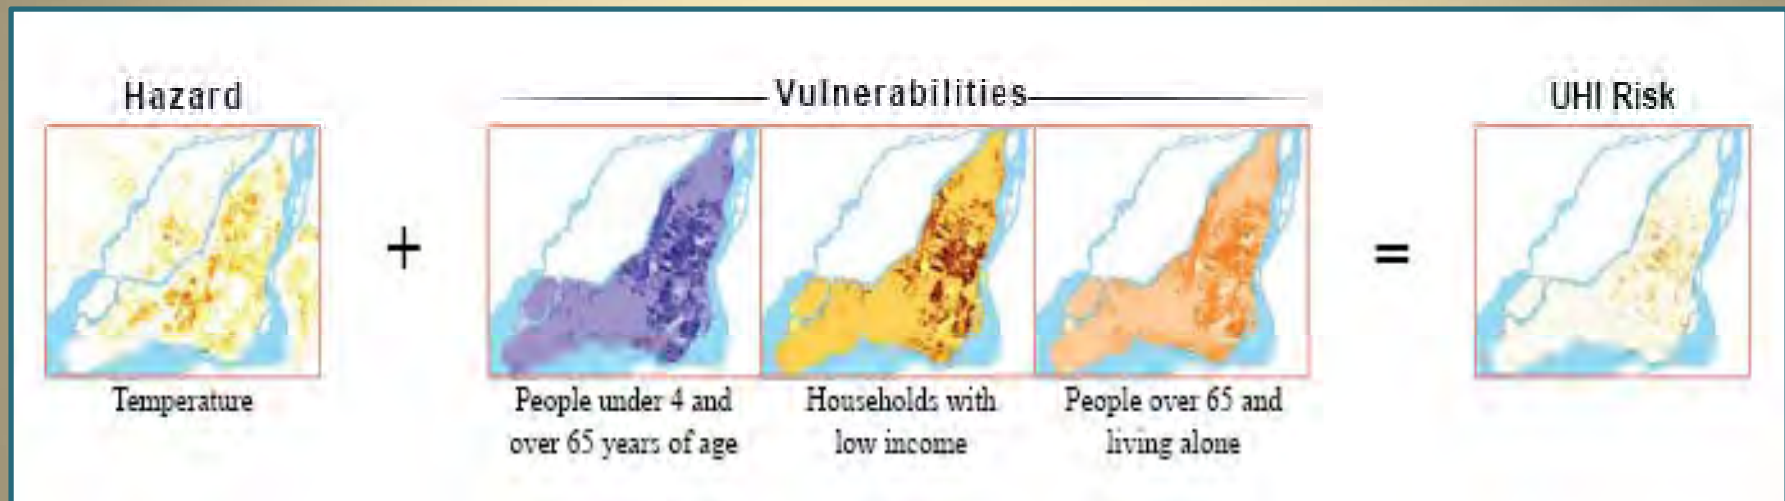 Hazard
Vulnerabilities
UHI Risk
+
=
Temperature
People under 4 and
over 65 years of age
Households with
low income
People over 65 and
living alone